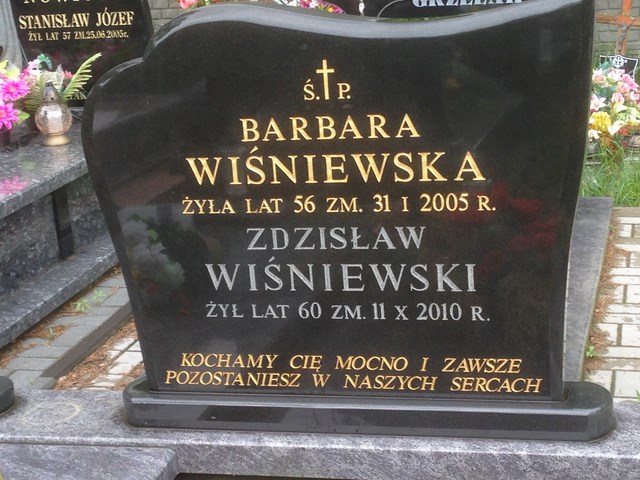 STANISŁAW JÓZEF
ŻYŁ LAT 57 ZM.25.06.2005r.
Ś.†P.
BARBARA
WIŚNIEWSKA
ŻYŁA LAT 56 ZM. 31 I 2005 R.
ZDZISŁAW
WIŚNIEWSKI
ŻYŁ LAT 60 ZM. 11 X 2010 R.
KOCHAMY CIĘ MOCNO I ZAWSZE
POZOSTANIESZ W NASZYCH SERCACH